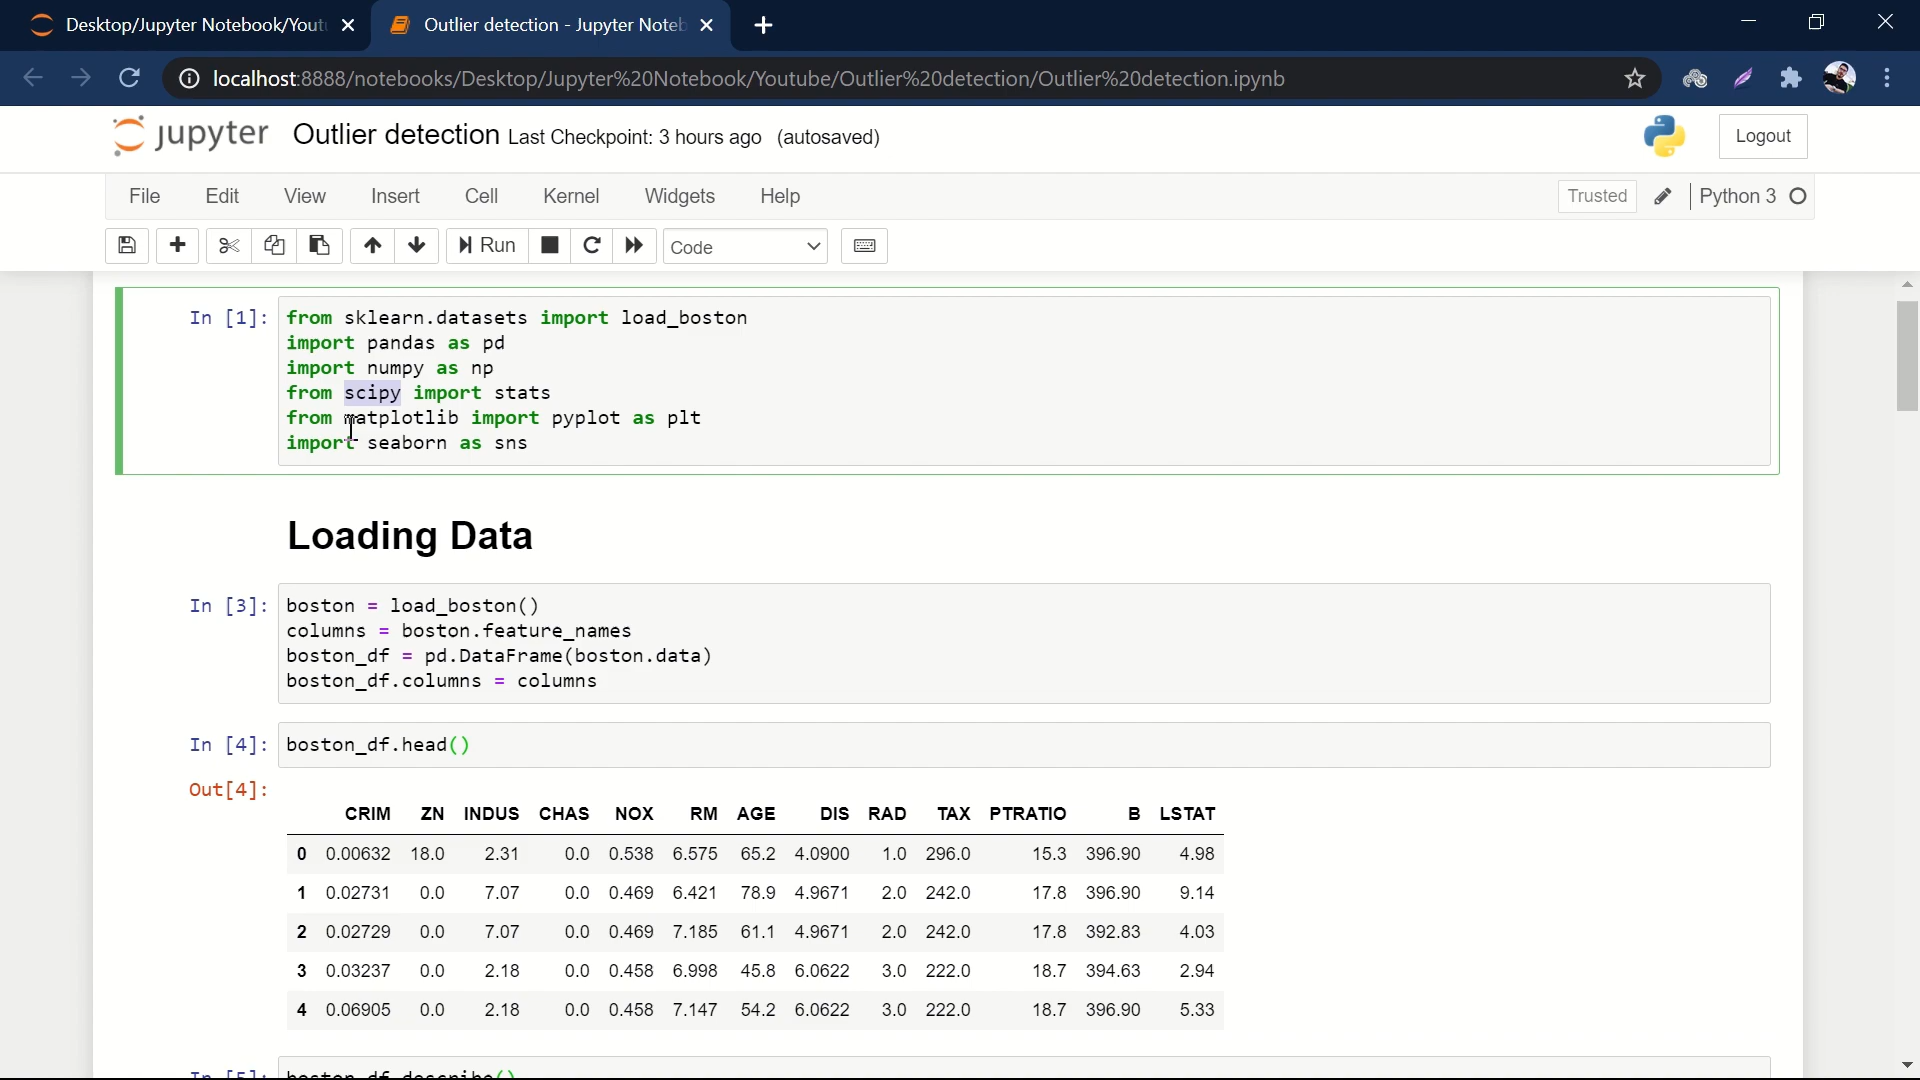 Desktop/Jupyter Notebook/Yout
Outlier detection - Jupyter Noteb
localhost:8888/notebooks/Desktop/Jupyter%20Notebook/Youtube/Outlier%20detection/Outlier%20detection.ipynb
jupyter Outlier detection Last Checkpoint: 3 hours ago (autosaved)
Logout
File Edit View Insert Cell Kernel Widgets Help
Trusted Python 3
Run Code
In [1]: from sklearn.datasets import load_boston
import pandas as pd
import numpy as np
from scipy import stats
from matplotlib import pyplot as plt
import seaborn as sns
Loading Data
In [3]: boston = load_boston()
columns = boston.feature_names
boston_df = pd.DataFrame(boston.data)
boston_df.columns = columns
In [4]: boston_df.head()
Out[4]:
CRIM ZN INDUS CHAS NOX RM AGE DIS RAD TAX PTRATIO B LSTAT
0 0.00632 18.0 2.31 0.0 0.538 6.575 65.2 4.0900 1.0 296.0 15.3 396.90 4.98
1 0.02731 0.0 7.07 0.0 0.469 6.421 78.9 4.9671 2.0 242.0 17.8 396.90 9.14
2 0.02729 0.0 7.07 0.0 0.469 7.185 61.1 4.9671 2.0 242.0 17.8 392.83 4.03
3 0.03237 0.0 2.18 0.0 0.458 6.998 45.8 6.0622 3.0 222.0 18.7 394.63 2.94
4 0.06905 0.0 2.18 0.0 0.458 7.147 54.2 6.0622 3.0 222.0 18.7 396.90 5.33
In [5]: boston_df.describe()